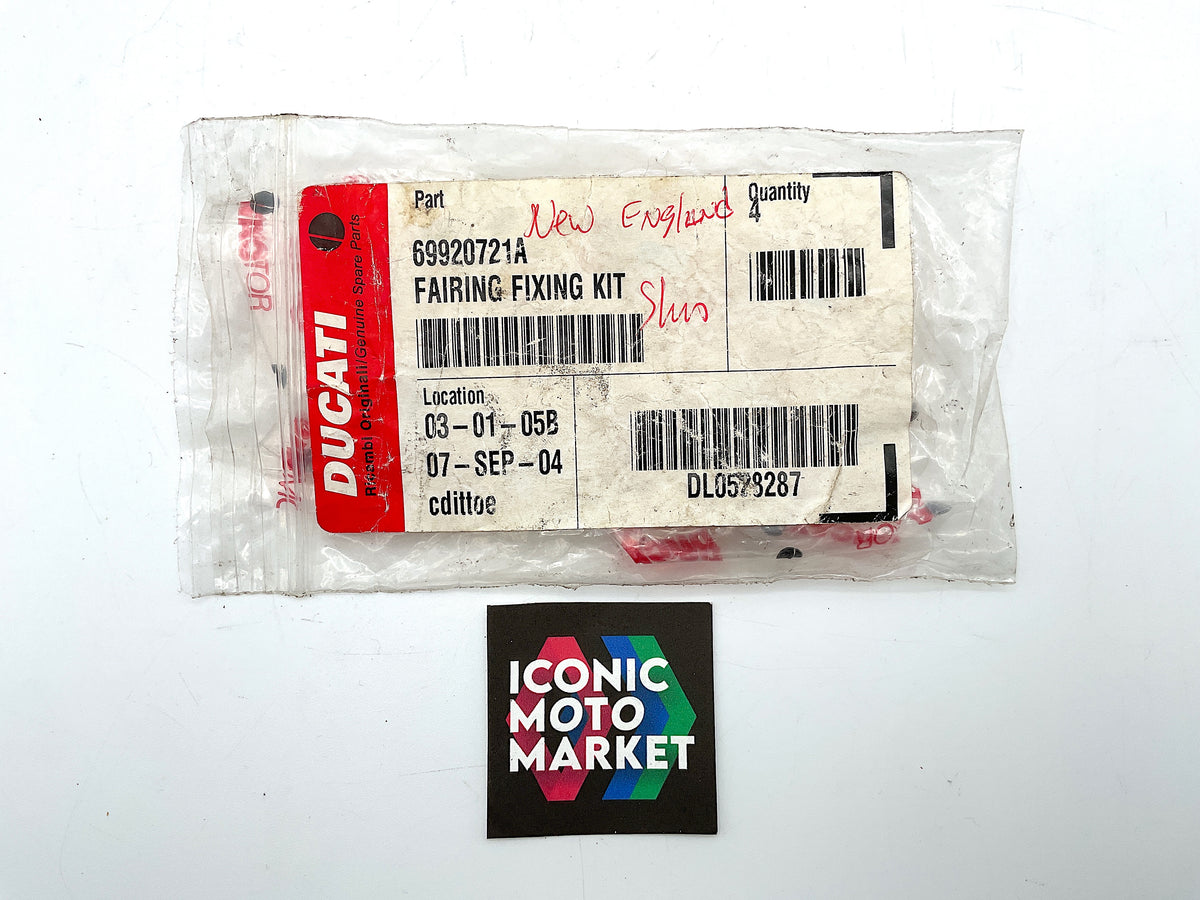 Part
New England
69920721A
FAIRING FIXING KIT
Quantity
4
DUCATI
Ricambi Originali/Genuine Spare Parts
Location
03-01-05B
07-SEP-04
cdittoe
DL0578287
ICONIC
MOTO
MARKET